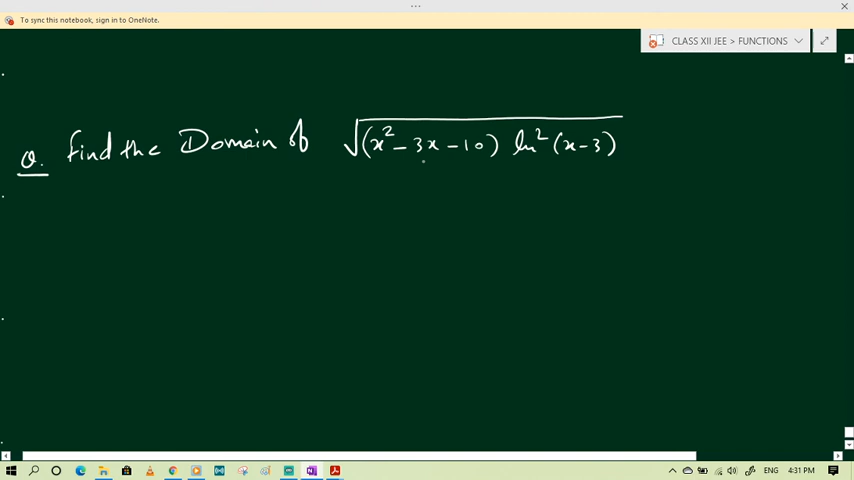 To sync this notebook, sign in to OneNote.
CLASS XII JEE > FUNCTIONS
Q. Find the Domain of √((x² - 3x - 10) ln² (x - 3))
ENG 4:31 PM